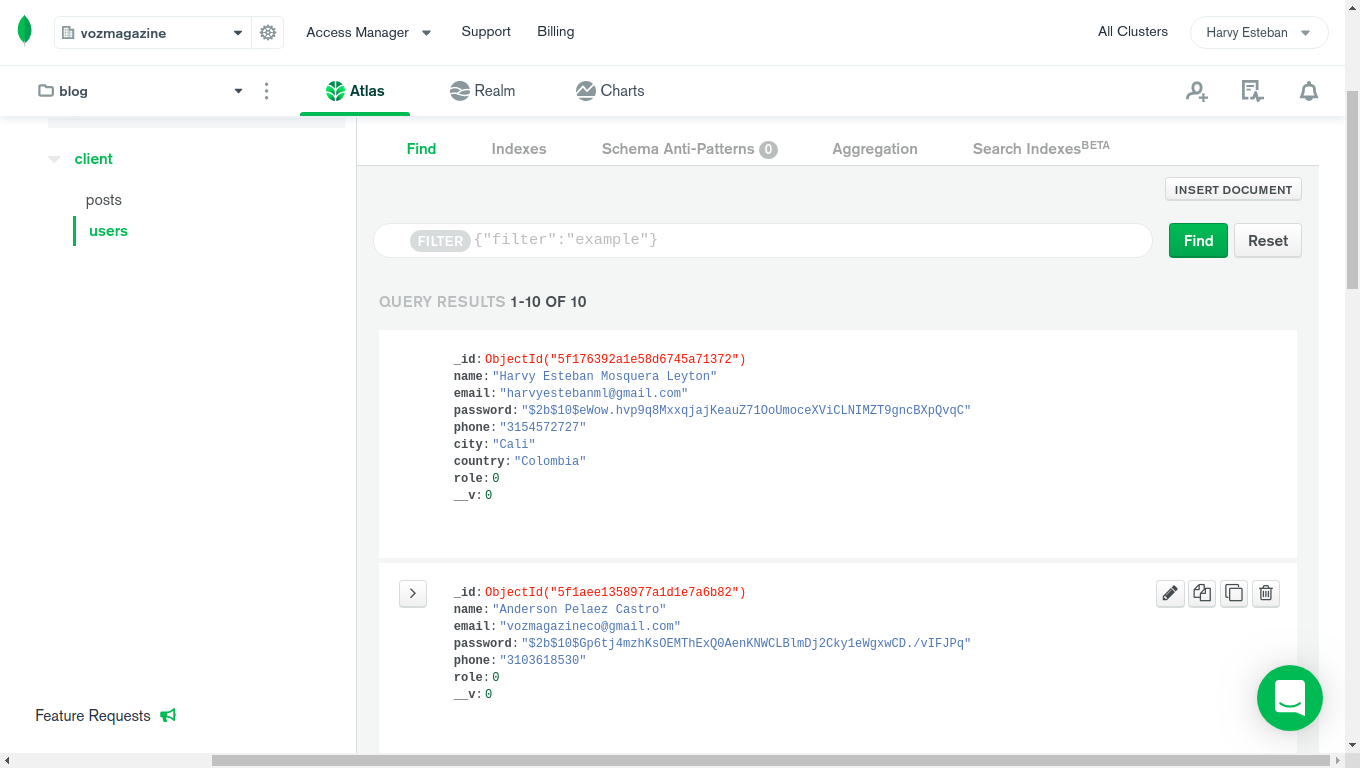 vozmagazine Access Manager Support Billing All Clusters Harvy Esteban
blog Atlas Realm Charts
client
posts
users
Feature Requests
Find Indexes Schema Anti-Patterns 0 Aggregation Search Indexes BETA
INSERT DOCUMENT
FILTER {"filter":"example"} Find Reset
QUERY RESULTS 1-10 OF 10
_id: ObjectId("5f176392a1e58d6745a71372")
name: "Harvy Esteban Mosquera Leyton"
email: "harvyestebanml@gmail.com"
password: "$2b$10$eWow.hvp9q8MxxqjajKeauZ71OoUmoceXViCLNIMZT9gncBXpQvqC"
phone: "3154572727"
city: "Cali"
country: "Colombia"
role: 0
__v: 0
_id: ObjectId("5f1aee1358977a1d1e7a6b82")
name: "Anderson Pelaez Castro"
email: "vozmagazineco@gmail.com"
password: "$2b$10$Gp6tj4mzhKsOEMThExQ0AenKNWCLBlmDj2Cky1eWgxwCD./vIFJPq"
phone: "3103618530"
role: 0
__v: 0